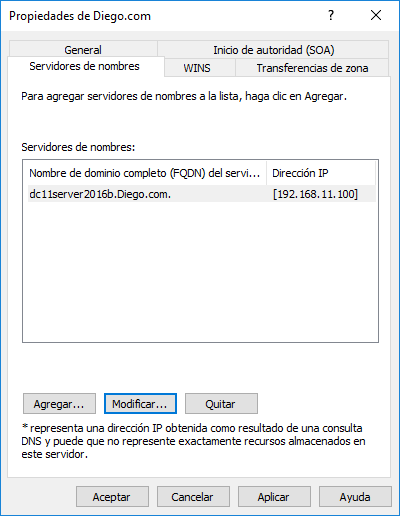 Propiedades de Diego.com
General
Inicio de autoridad (SOA)
Servidores de nombres
WINS
Transferencias de zona
Para agregar servidores de nombres a la lista, haga clic en Agregar.
Servidores de nombres:
Nombre de dominio completo (FQDN) del servi... Dirección IP
dc11server2016b.Diego.com. [192.168.11.100]
Agregar... Modificar... Quitar
* representa una dirección IP obtenida como resultado de una consulta
DNS y puede que no represente exactamente recursos almacenados en
este servidor.
Aceptar Cancelar Aplicar Ayuda